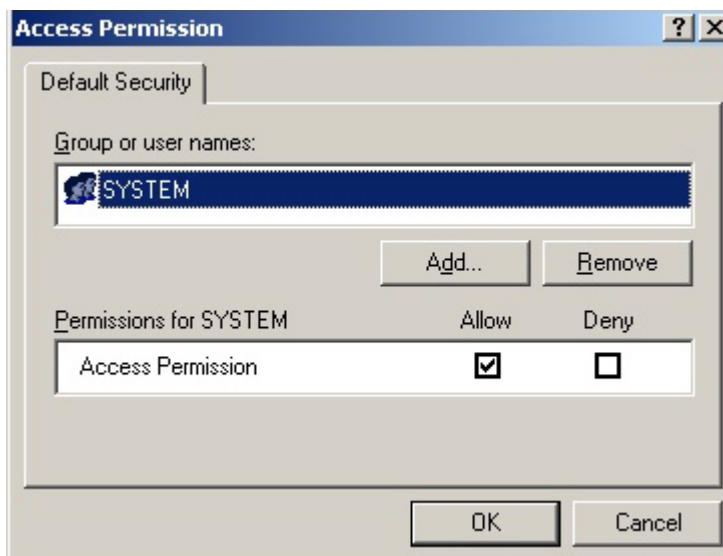 Access Permission
Default Security
Group or user names:
SYSTEM
Add... Remove
Permissions for SYSTEM Allow Deny
Access Permission
OK Cancel